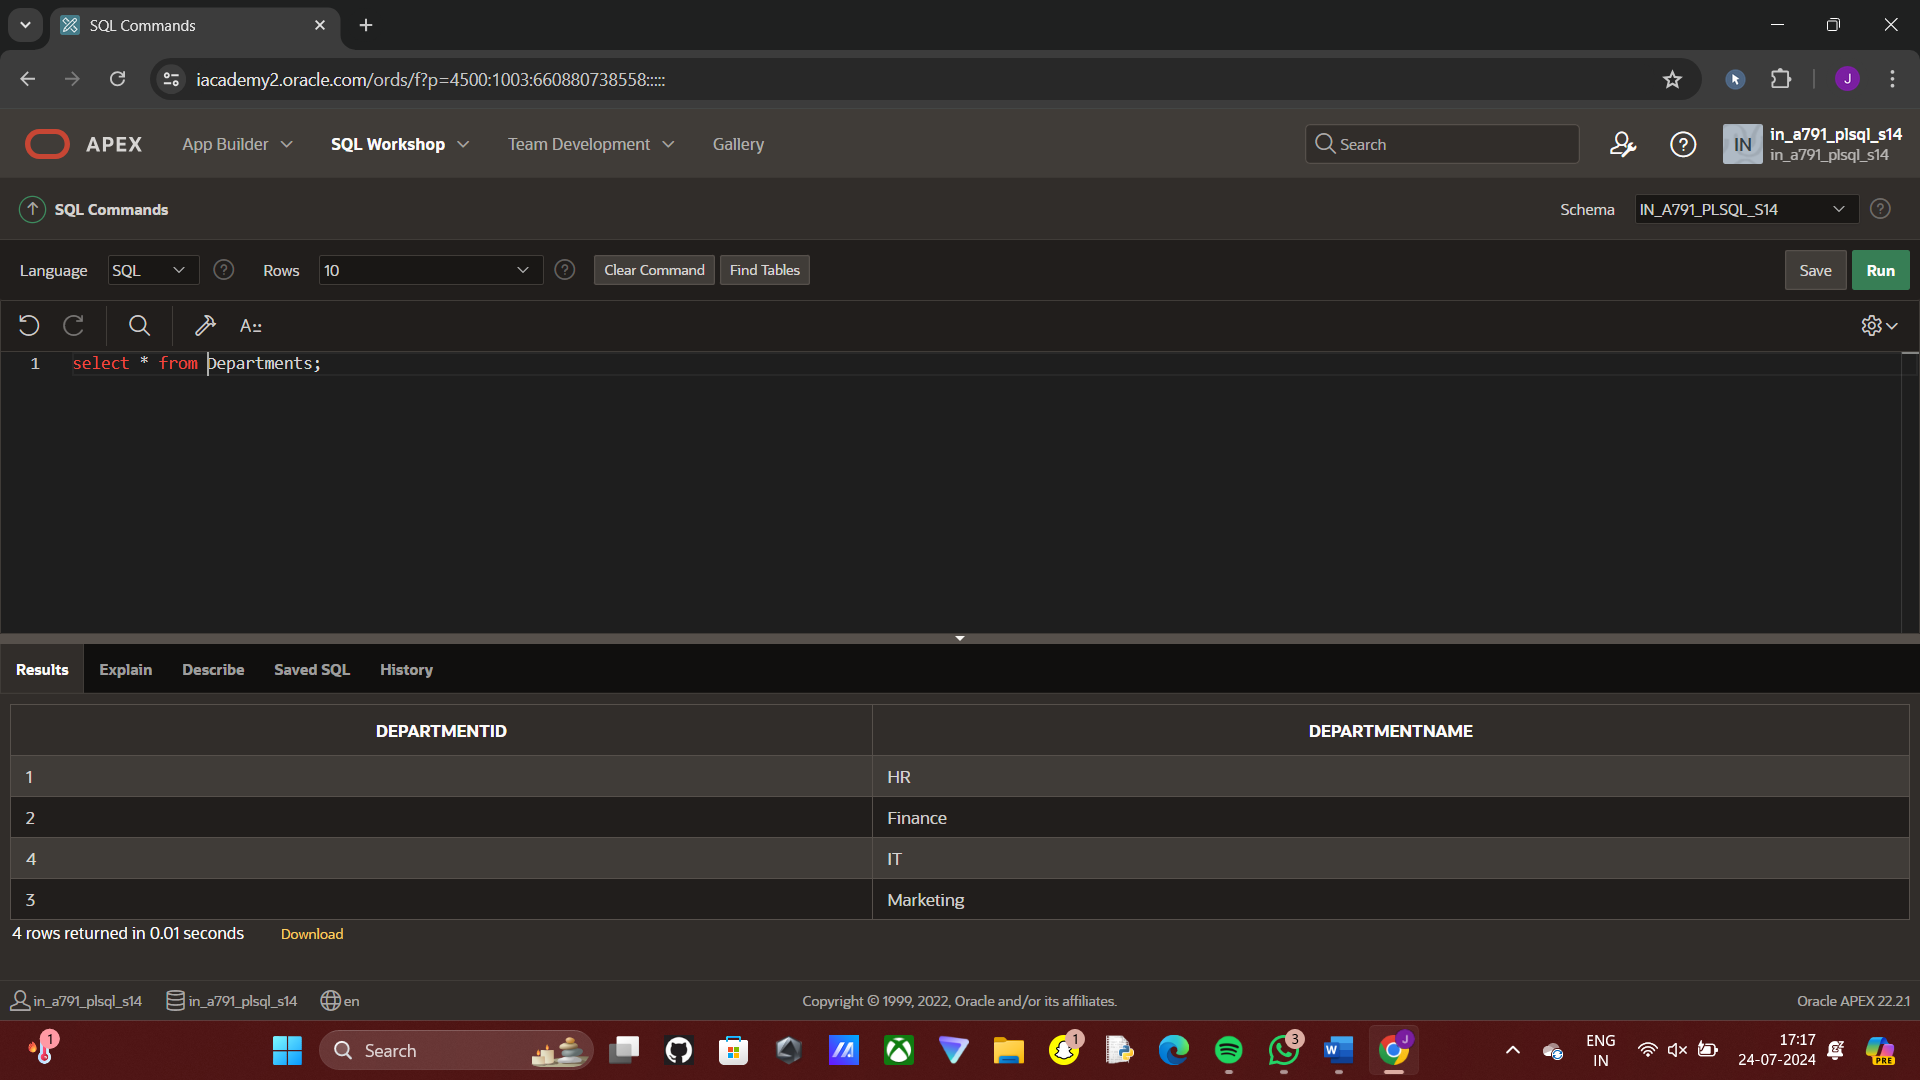 SQL Commands
iacademy2.oracle.com/ords/f?p=4500:1003:660880738558:::::
J
APEX App Builder SQL Workshop Team Development Gallery Search IN in_a791_plsql_s14
in_a791_plsql_s14
SQL Commands Schema IN_A791_PLSQL_S14
Language SQL Rows 10 Clear Command Find Tables Save Run
A::
1 select * from Departments;
Results Explain Describe Saved SQL History
DEPARTMENTID DEPARTMENTNAME
1 HR
2 Finance
4 IT
3 Marketing
4 rows returned in 0.01 seconds Download
in_a791_plsql_s14 in_a791_plsql_s14 en Copyright © 1999, 2022, Oracle and/or its affiliates. Oracle APEX 22.2.1
1 Search 1 3 W J ENG
IN 17:17
24-07-2024 PRE